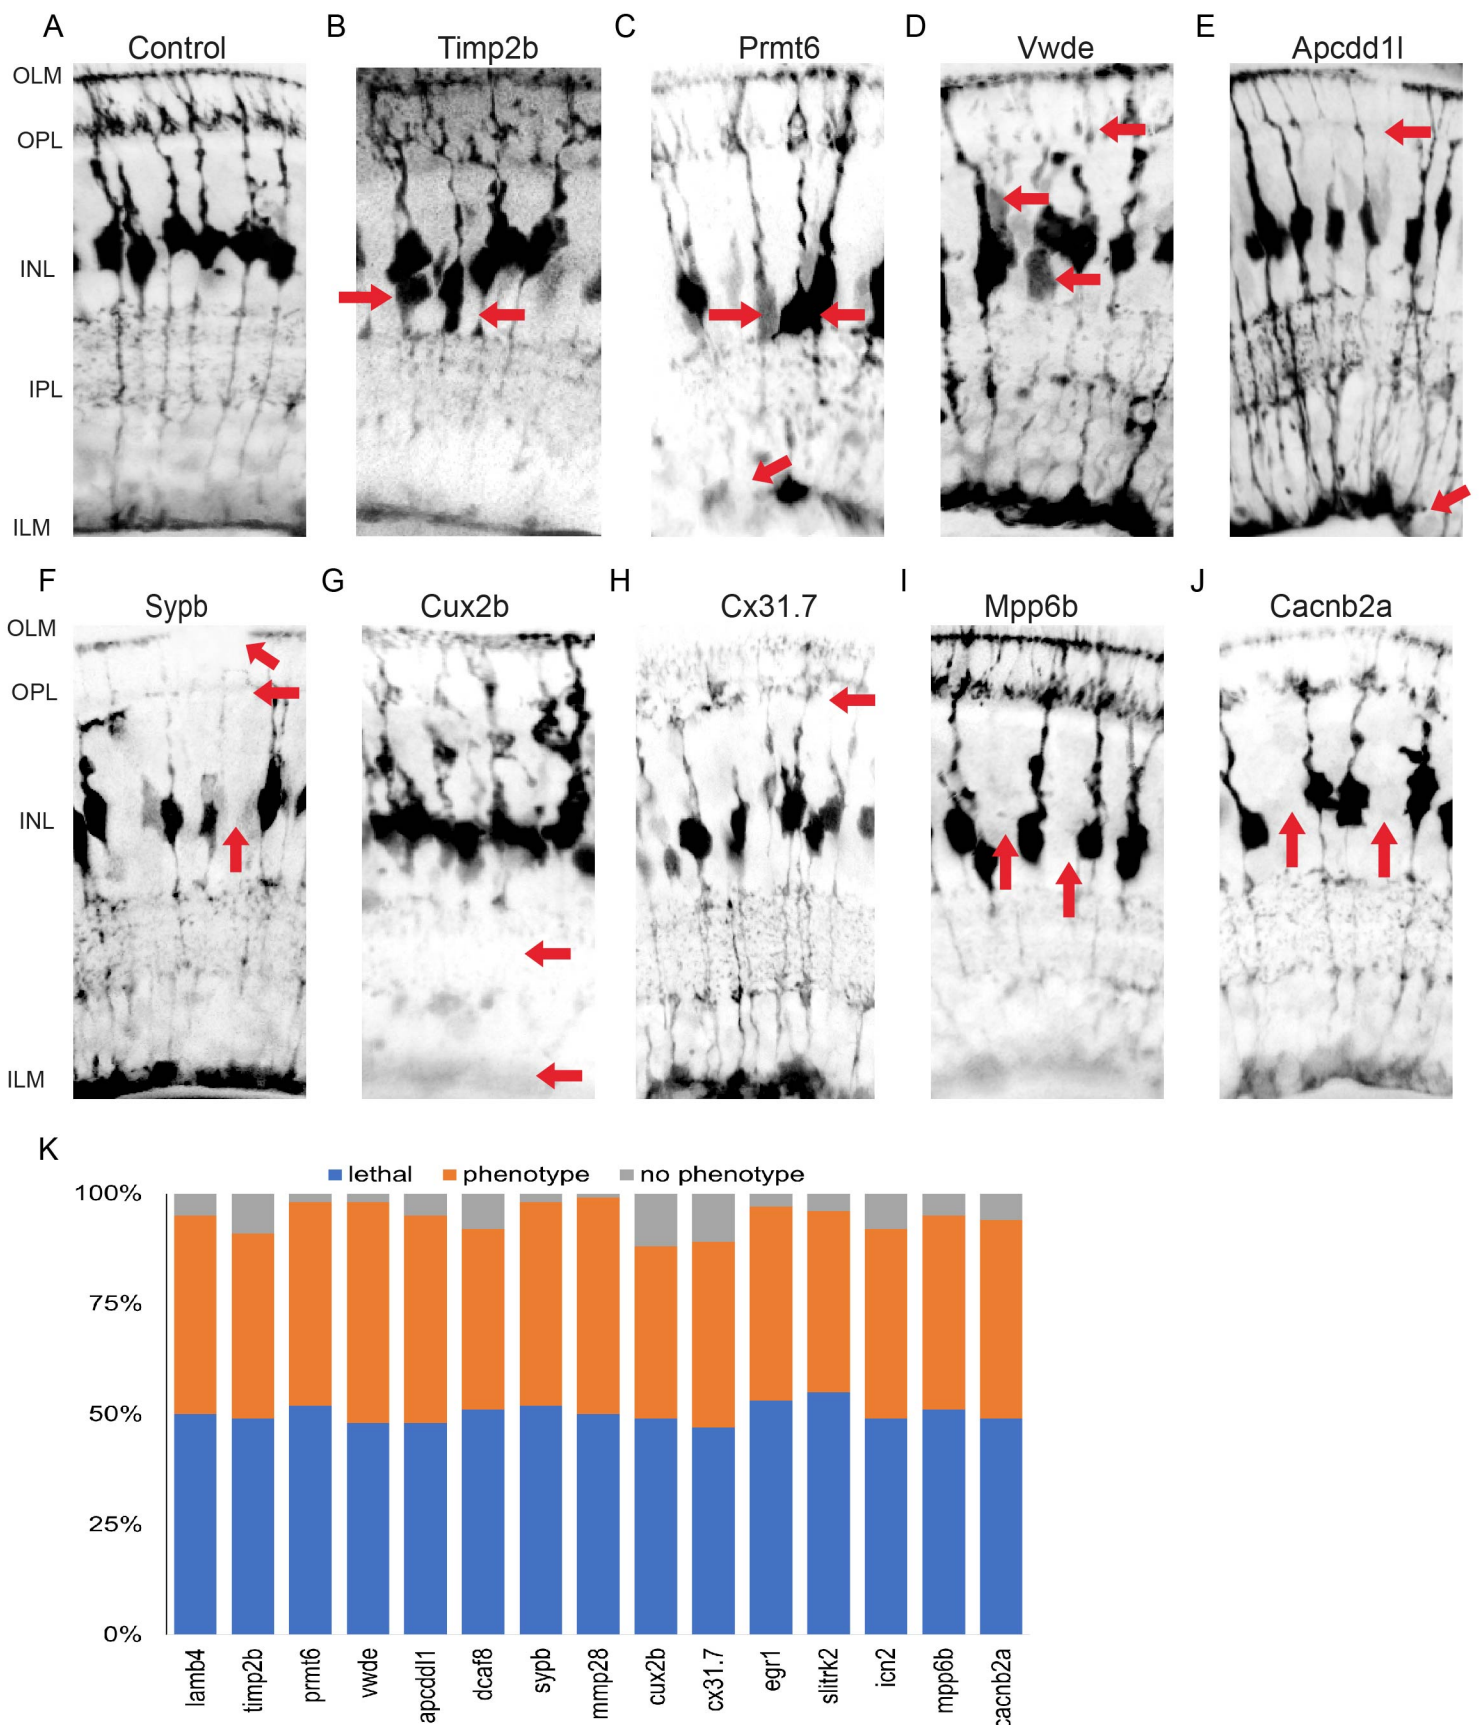 A B C D E
Control Timp2b Prmt6 Vwde Apcdd1l
OLM
OPL
INL
IPL
ILM
F G H I J
Sypb Cux2b Cx31.7 Mpp6b Cacnb2a
OLM
OPL
INL
ILM
K
lethal phenotype no phenotype
100%
75%
50%
25%
0%
lamb4 timp2b prmt6 vwde apcddl1 dcaf8 sypb mmp28 cux2b cx31.7 egr1 slitrk2 icn2 mpp6b cacnb2a